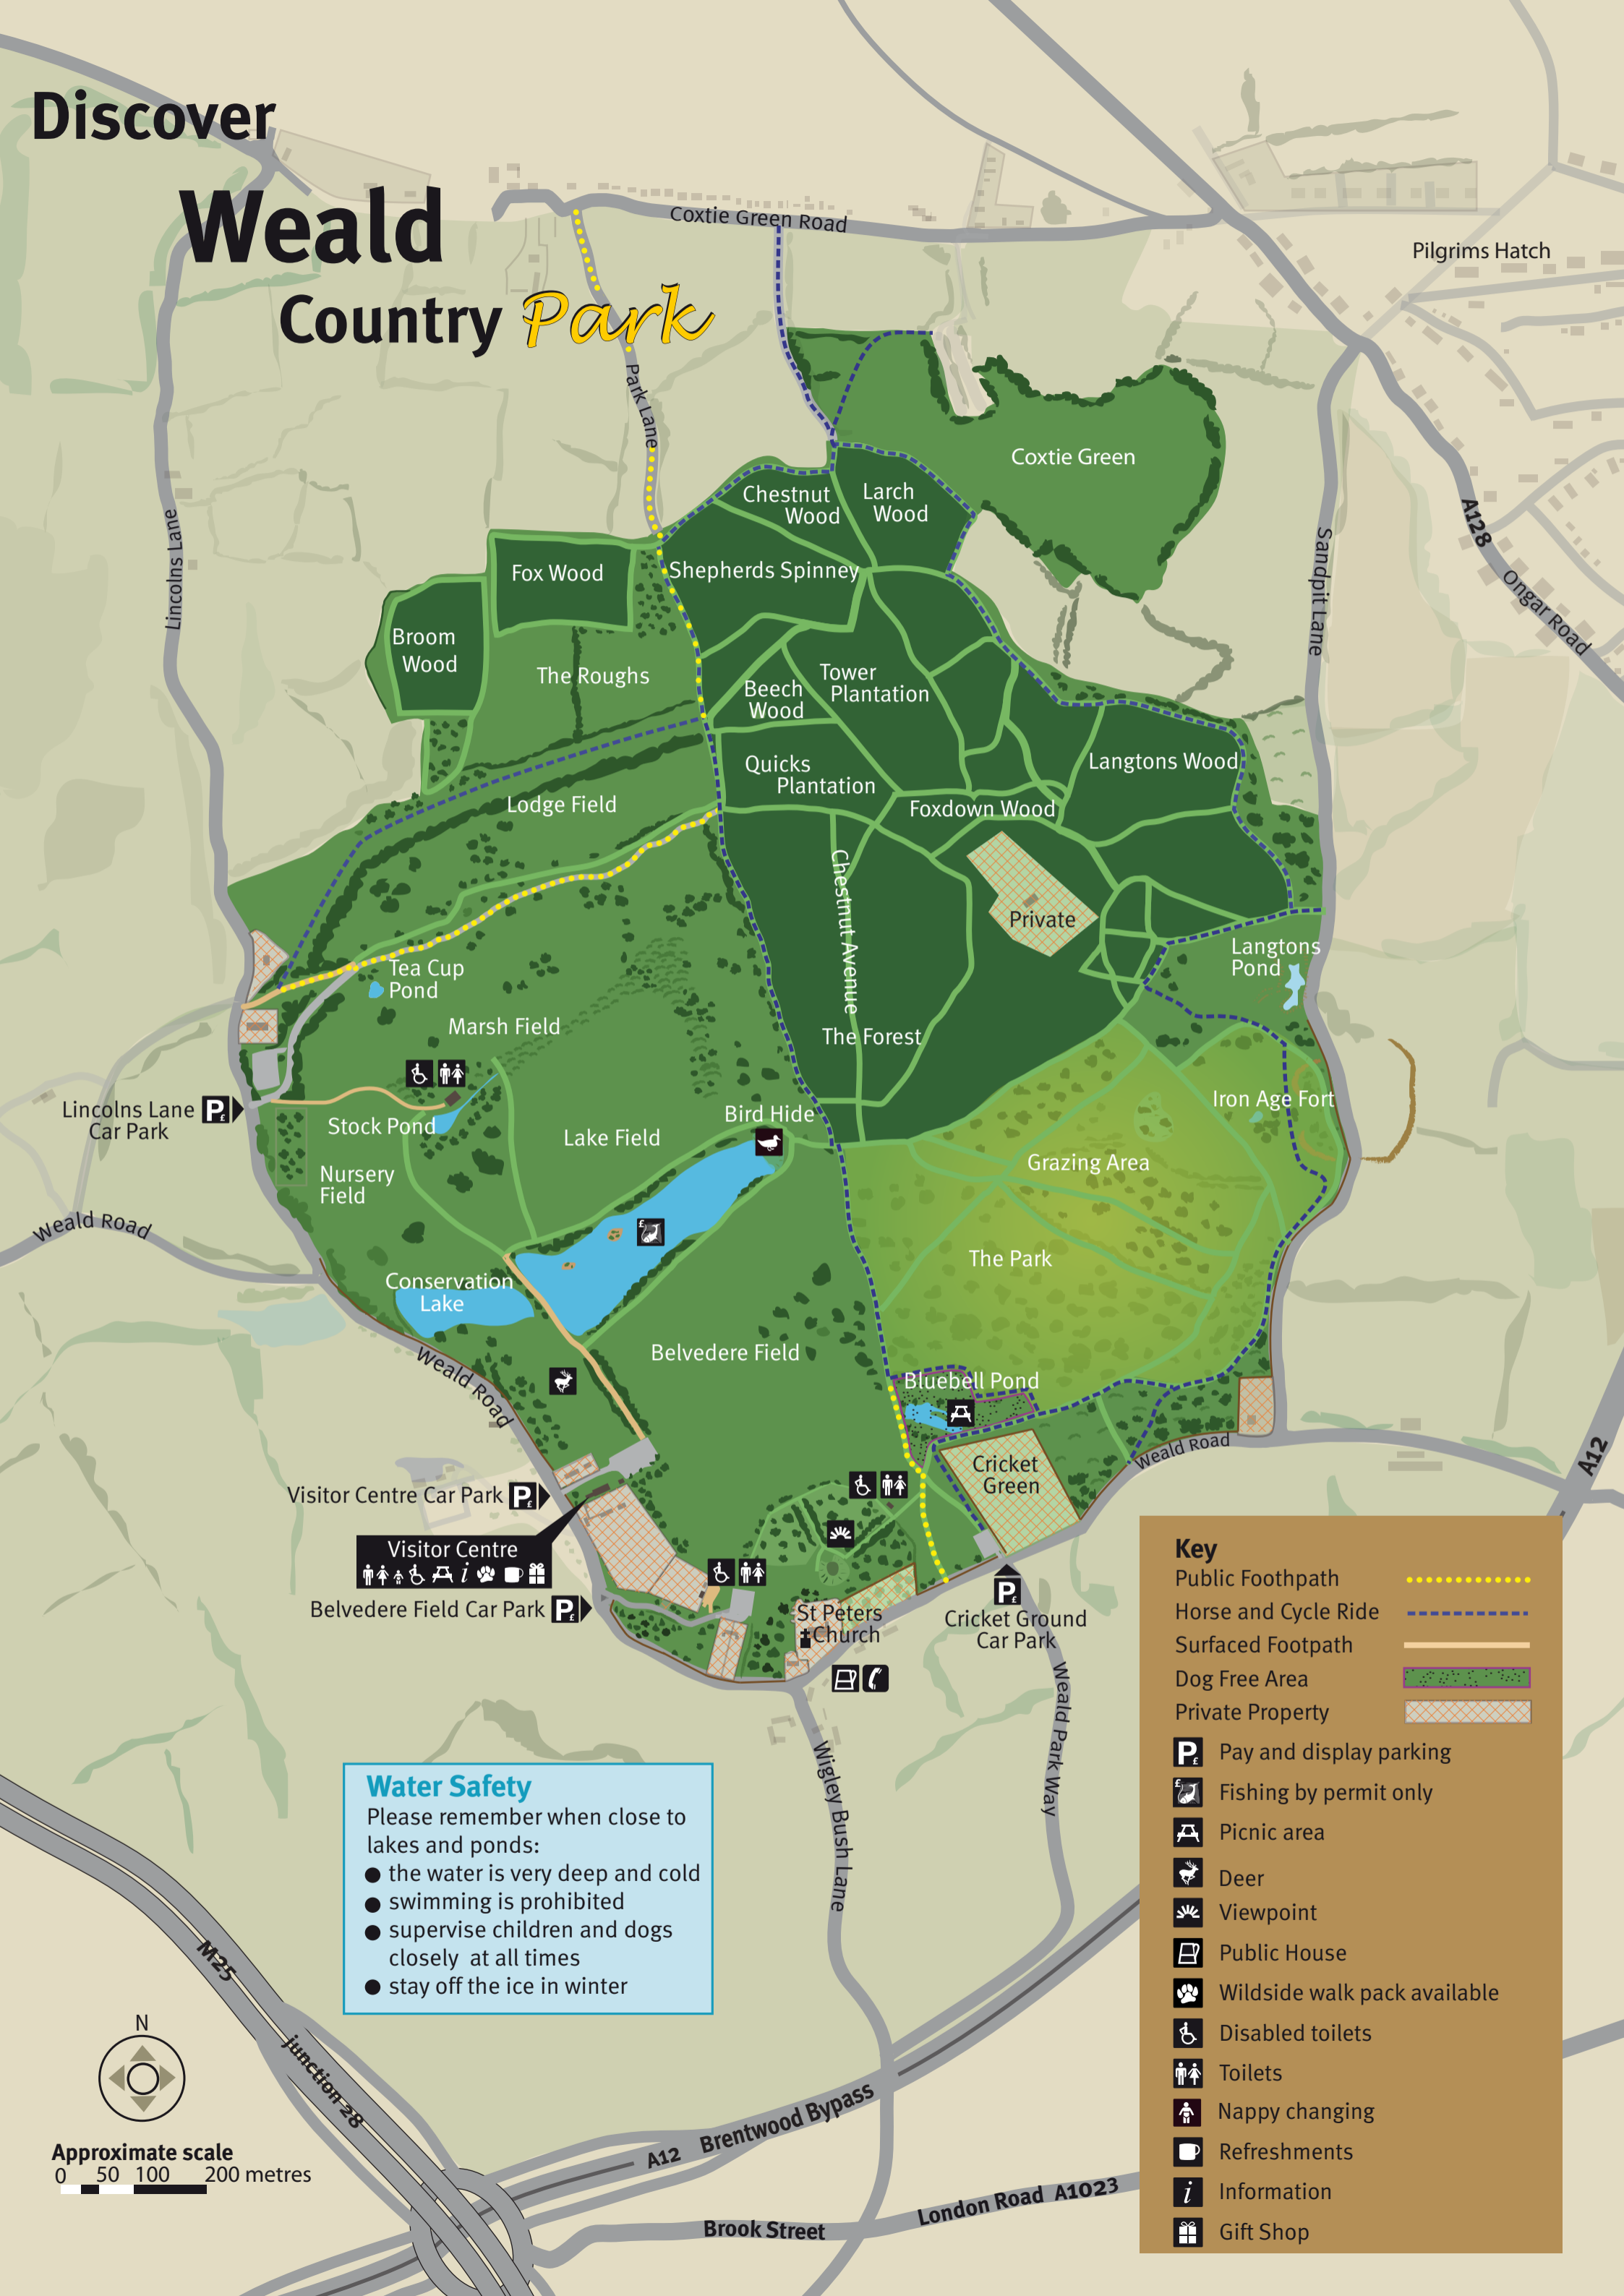 Discover
Weald
Country Park
Coxtie Green Road
Pilgrims Hatch
Park Lane
Lincolns Lane
Coxtie Green
Chestnut
Wood
Larch
Wood
A128
Ongar Road
Sandpit Lane
Fox Wood
Shepherds Spinney
Broom
Wood
The Roughs
Beech
Wood
Tower
Plantation
Quicks
Plantation
Langtons Wood
Lodge Field
Foxdown Wood
Chestnut Avenue
Private
Langtons
Pond
Tea Cup
Pond
Marsh Field
The Forest
Lincolns Lane
Car Park
P£
Stock Pond
Lake Field
Bird Hide
Iron Age Fort
Nursery
Field
Grazing Area
Weald Road
£
The Park
Conservation
Lake
Belvedere Field
Weald Road
Bluebell Pond
Cricket
Green
Weald Road
A12
Visitor Centre Car Park P£
Visitor Centre
i
Belvedere Field Car Park P£
St Peters
Church
P£
Cricket Ground
Car Park
Weald Park Way
Wigley Bush Lane
Key
Public Foothpath
Horse and Cycle Ride
Surfaced Footpath
Dog Free Area
Private Property
P£ Pay and display parking
£ Fishing by permit only
Picnic area
Deer
Viewpoint
Public House
Wildside walk pack available
Disabled toilets
Toilets
Nappy changing
Refreshments
i Information
Gift Shop
Water Safety
Please remember when close to
lakes and ponds:
● the water is very deep and cold
● swimming is prohibited
● supervise children and dogs
closely at all times
● stay off the ice in winter
M25
junction 28
N
Approximate scale
0 50 100 200 metres
A12 Brentwood Bypass
Brook Street
London Road A1023